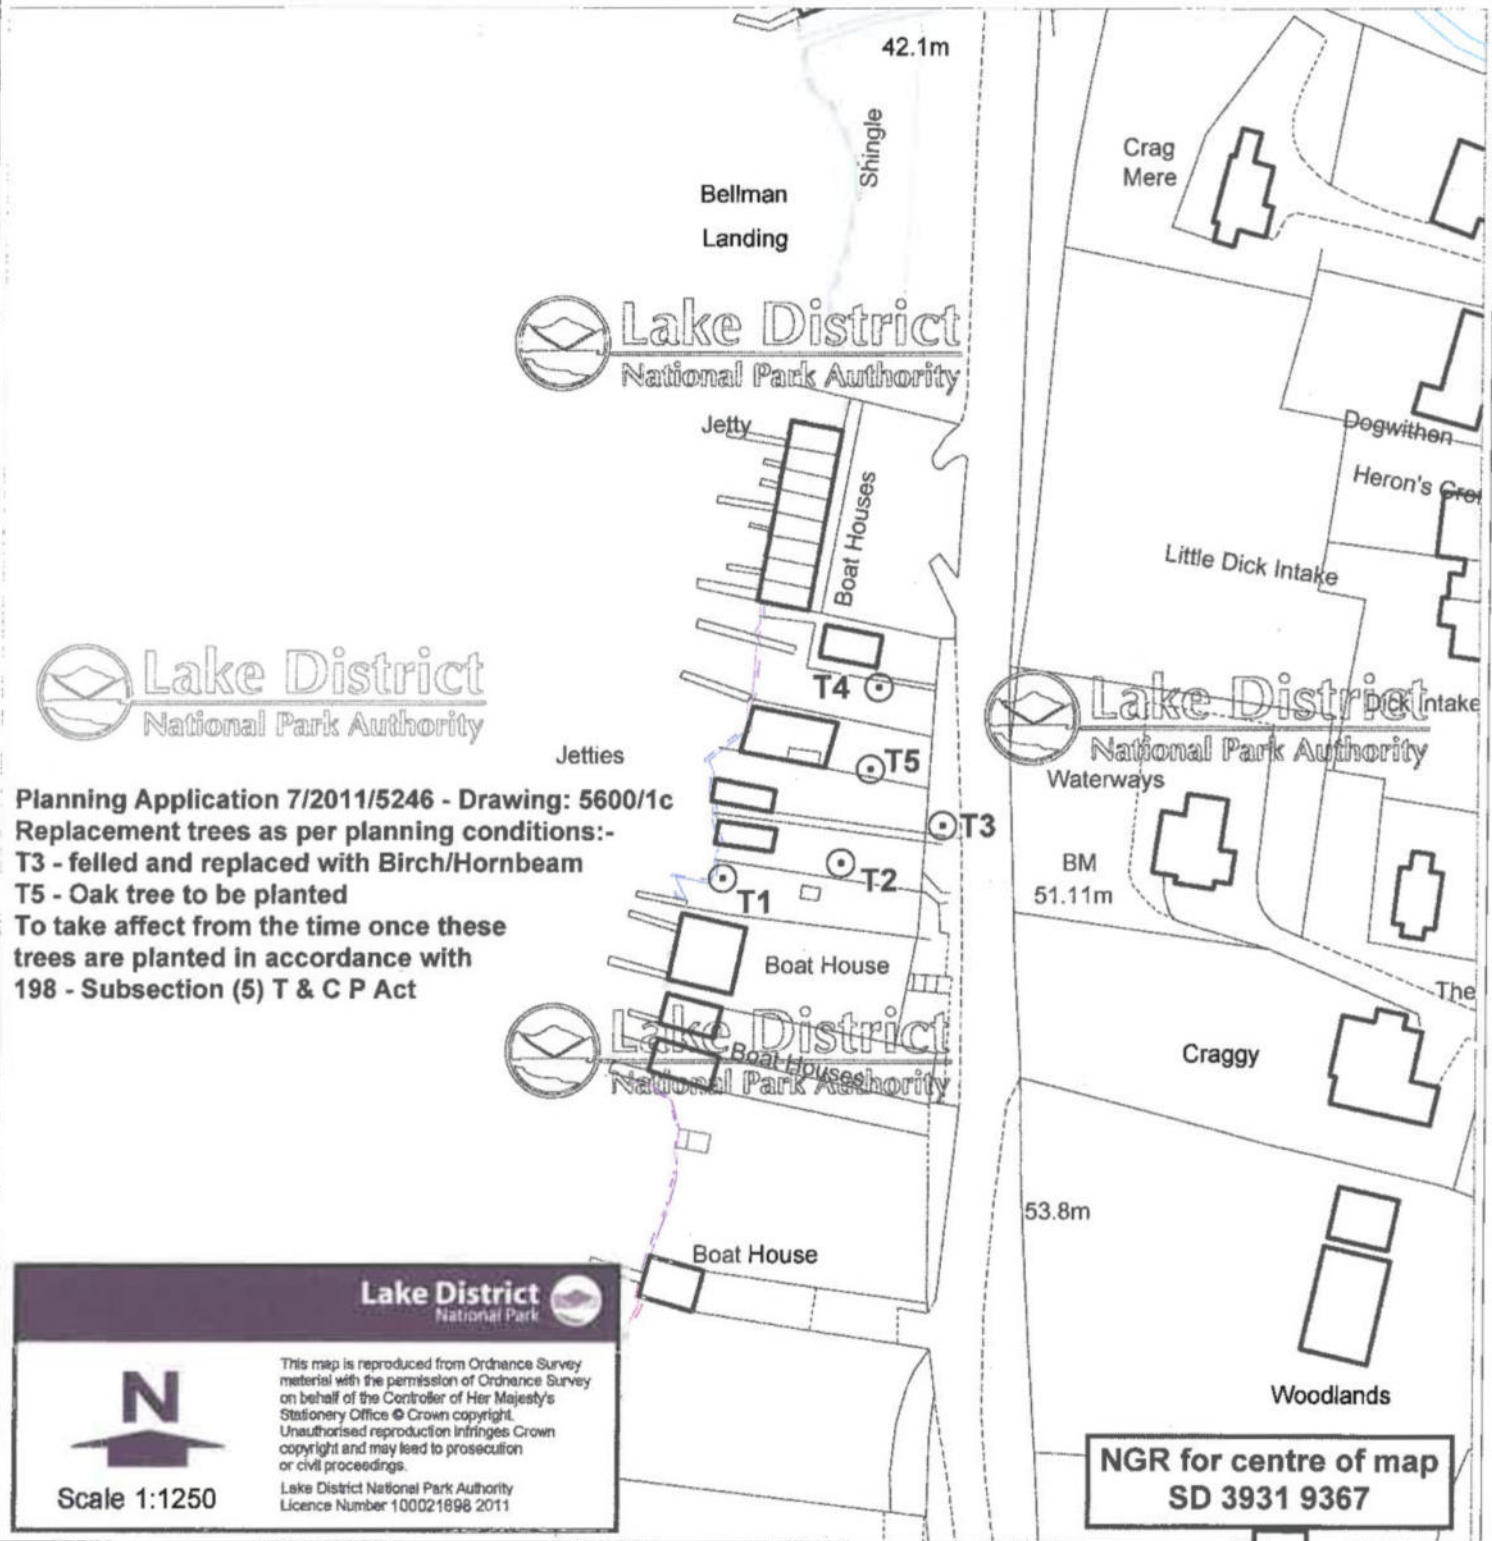 42.1m
Shingle
Crag
Mere
Bellman
Landing
Lake District
National Park Authority
Jetty
Dogwithen
Heron's
Boat Houses
Little Dick Intake
Lake District
National Park Authority
T4
Lake District
National Park Authority
Dick Intake
Jetties
T5
Waterways
Planning Application 7/2011/5246 - Drawing: 5600/1c
Replacement trees as per planning conditions:-
T3 - felled and replaced with Birch/Hornbeam
T5 - Oak tree to be planted
To take affect from the time once these
trees are planted in accordance with
198 - Subsection (5) T & C P Act
T3
T2
T1
BM
51.11m
Boat House
The
Lake District
National Park Authority
Boat Houses
Craggy
53.8m
Boat House
Lake District
National Park
N
Scale 1:1250
This map is reproduced from Ordnance Survey
material with the permission of Ordnance Survey
on behalf of the Controller of Her Majesty's
Stationery Office © Crown copyright.
Unauthorised reproduction infringes Crown
copyright and may lead to prosecution
or civil proceedings.
Lake District National Park Authority
Licence Number 100021698 2011
Woodlands
NGR for centre of map
SD 3931 9367